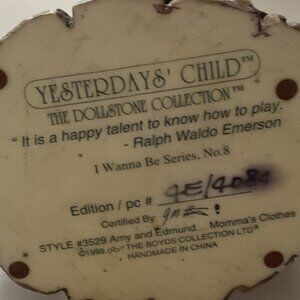 YESTERDAYS' CHILD™
THE DOLLSTONE COLLECTION™
"It is a happy talent to know how to play."
- Ralph Waldo Emerson
I Wanna Be Series, No.8
Edition / pc # 4E/4084
Certified By:
STYLE #3529 Amy and Edmund... Momma's Clothes
©1998 THE BOYDS COLLECTION LTD®
HANDMADE IN CHINA